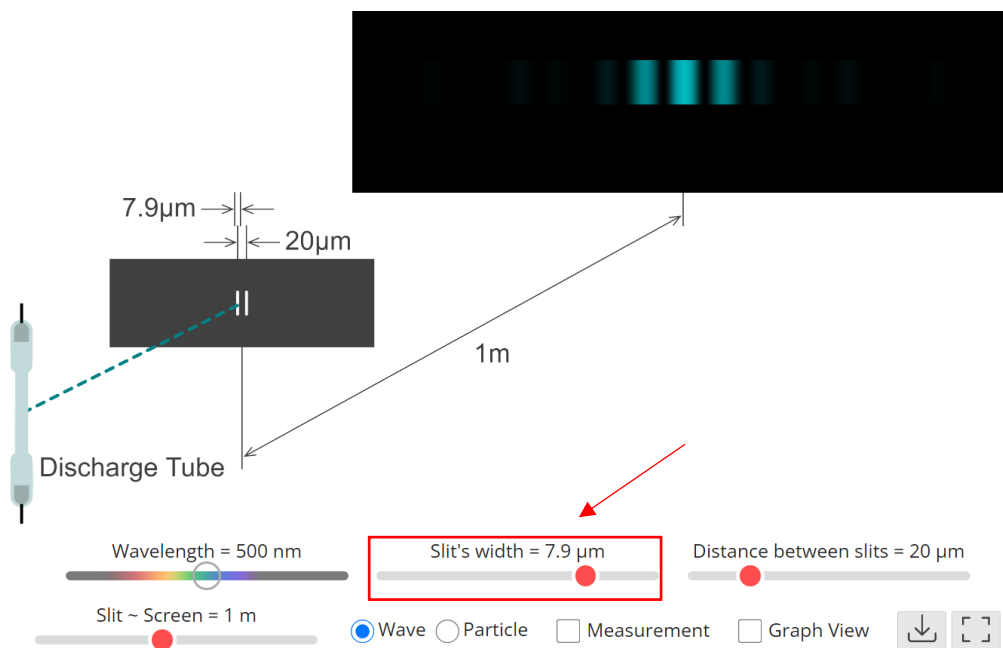 7.9μm
20μm
1m
Discharge Tube
Wavelength = 500 nm
Slit's width = 7.9 μm
Distance between slits = 20 μm
Slit ~ Screen = 1 m
Wave
Particle
Measurement
Graph View